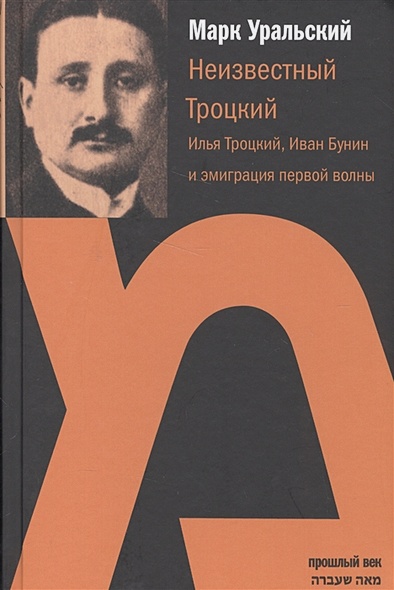 Марк Уральский
Неизвестный
Троцкий
Илья Троцкий, Иван Бунин
и эмиграция первой волны
прошлый век
מאה שעברה